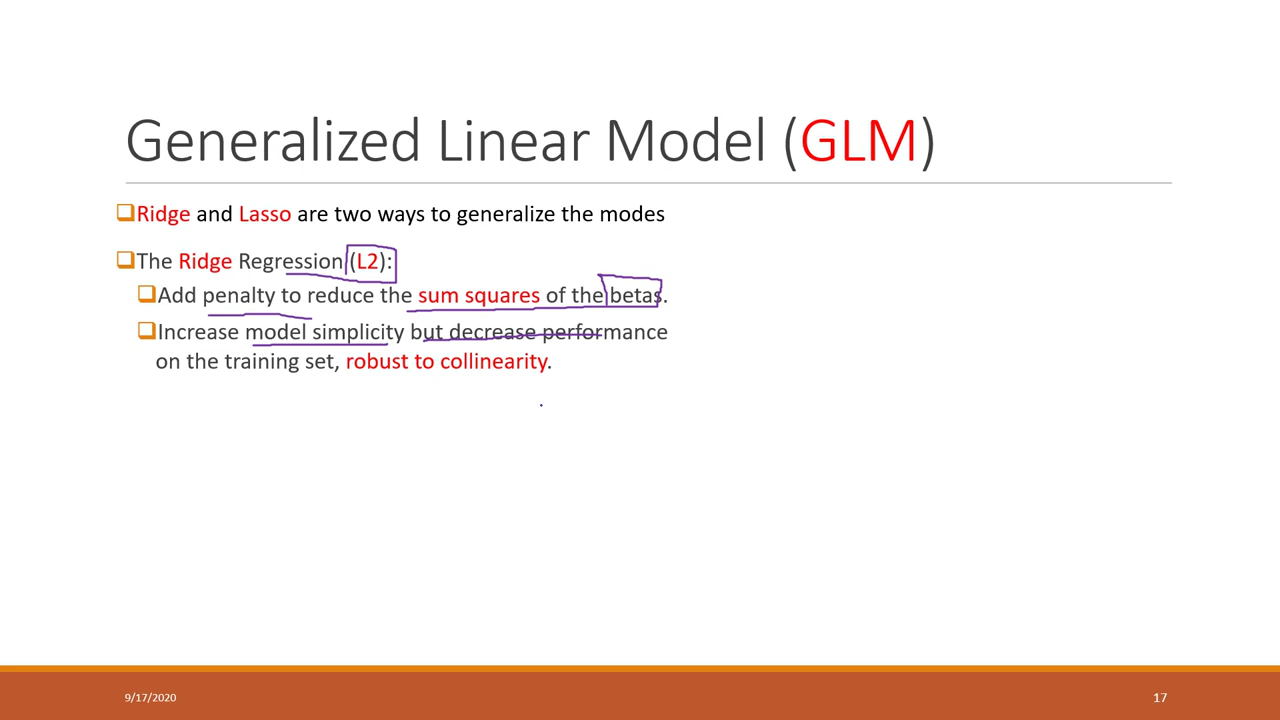 Generalized Linear Model (GLM)
Ridge and Lasso are two ways to generalize the modes
The Ridge Regression (L2):
Add penalty to reduce the sum squares of the betas.
Increase model simplicity but decrease performance
on the training set, robust to collinearity.
9/17/2020
17